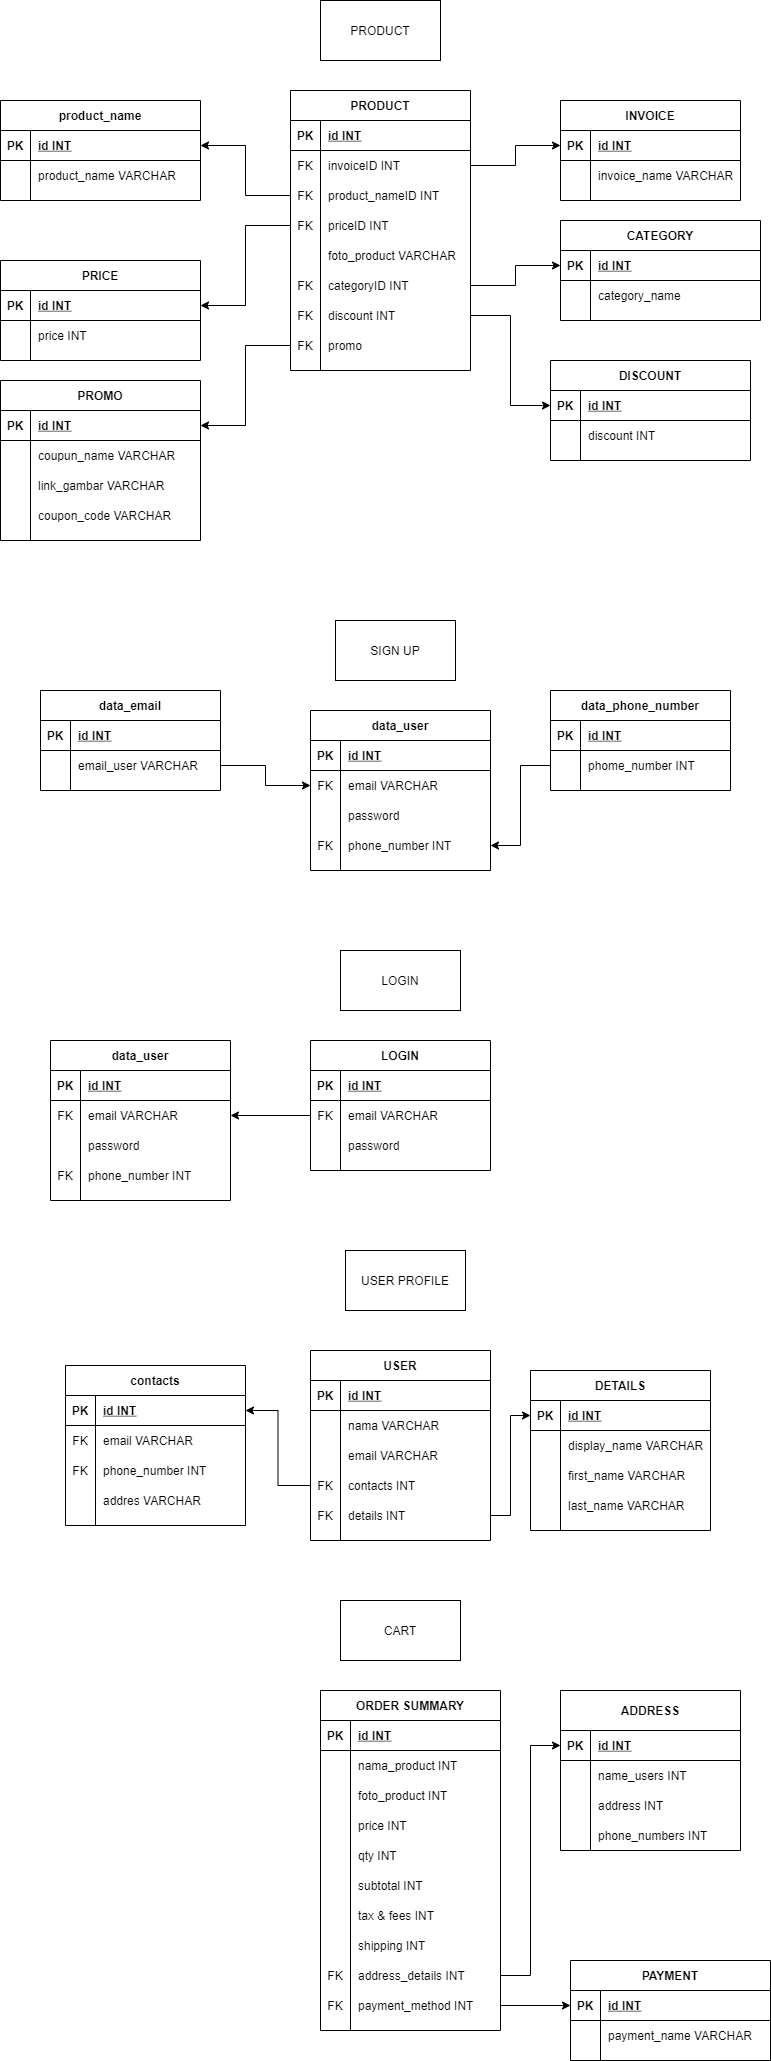 PRODUCT
product_name
PK id INT
product_name VARCHAR
PRICE
PK id INT
price INT
PROMO
PK id INT
coupun_name VARCHAR
link_gambar VARCHAR
coupon_code VARCHAR
PRODUCT
PK id INT
FK invoiceID INT
FK product_nameID INT
FK priceID INT
foto_product VARCHAR
FK categoryID INT
FK discount INT
FK promo
INVOICE
PK id INT
invoice_name VARCHAR
CATEGORY
PK id INT
category_name
DISCOUNT
PK id INT
discount INT
SIGN UP
data_email
PK id INT
email_user VARCHAR
data_user
PK id INT
FK email VARCHAR
password
FK phone_number INT
data_phone_number
PK id INT
phome_number INT
LOGIN
data_user
PK id INT
FK email VARCHAR
password
FK phone_number INT
LOGIN
PK id INT
FK email VARCHAR
password
USER PROFILE
contacts
PK id INT
FK email VARCHAR
FK phone_number INT
addres VARCHAR
USER
PK id INT
nama VARCHAR
email VARCHAR
FK contacts INT
FK details INT
DETAILS
PK id INT
display_name VARCHAR
first_name VARCHAR
last_name VARCHAR
CART
ORDER SUMMARY
PK id INT
nama_product INT
foto_product INT
price INT
qty INT
subtotal INT
tax & fees INT
shipping INT
FK address_details INT
FK payment_method INT
ADDRESS
PK id INT
name_users INT
address INT
phone_numbers INT
PAYMENT
PK id INT
payment_name VARCHAR